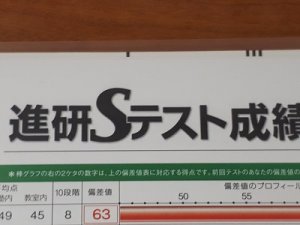 進研Sテスト成績
*棒グラフの右の2ケタの数字は、上の偏差値表に対応する得点です。前回テストのあなたの偏差値の
均点 10段階 偏差値 偏差値のプロフィール
内 教室内 50 55
49 45 8 63